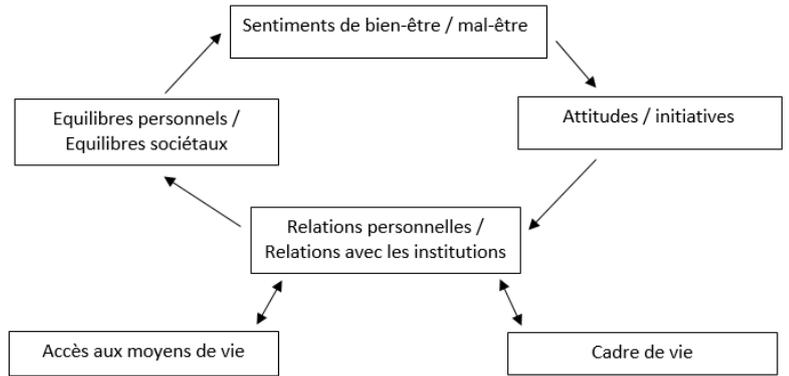 Sentiments de bien-être / mal-être
Equilibres personnels /
Equilibres sociétaux
Attitudes / initiatives
Relations personnelles /
Relations avec les institutions
Accès aux moyens de vie
Cadre de vie